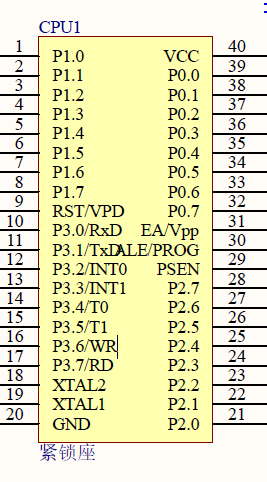 CPU1
1 P1.0 VCC 40
2 P1.1 P0.0 39
3 P1.2 P0.1 38
4 P1.3 P0.2 37
5 P1.4 P0.3 36
6 P1.5 P0.4 35
7 P1.6 P0.5 34
8 P1.7 P0.6 33
9 RST/VPD P0.7 32
10 P3.0/RxD EA/Vpp 31
11 P3.1/TxD ALE/PROG 30
12 P3.2/INT0 PSEN 29
13 P3.3/INT1 P2.7 28
14 P3.4/T0 P2.6 27
15 P3.5/T1 P2.5 26
16 P3.6/WR P2.4 25
17 P3.7/RD P2.3 24
18 XTAL2 P2.2 23
19 XTAL1 P2.1 22
20 GND P2.0 21
紧锁座